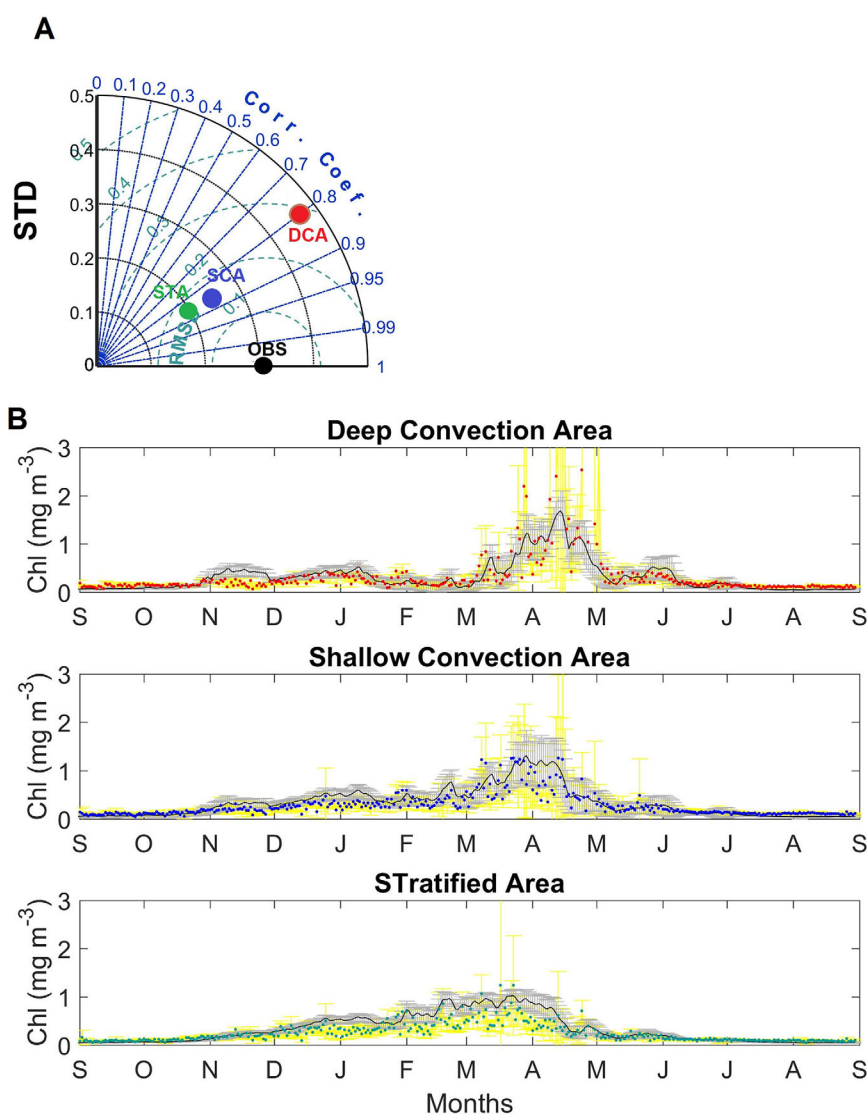 A
0 0.1 0.2 0.3 0.4 0.5 0.6 0.7 0.8 0.9 0.95 0.99 1
Corr. Coef.
0.5
0.4
0.3
0.2
0.1
0
STD
0.5
0.4
0.3
0.2
0.1
DCA
SCA
STA
OBS
B
Deep Convection Area
Chl (mg m⁻³)
3
2
1
0
S O N D J F M A M J J A S
Shallow Convection Area
Chl (mg m⁻³)
3
2
1
0
S O N D J F M A M J J A S
STratified Area
Chl (mg m⁻³)
3
2
1
0
S O N D J F M A M J J A S
Months